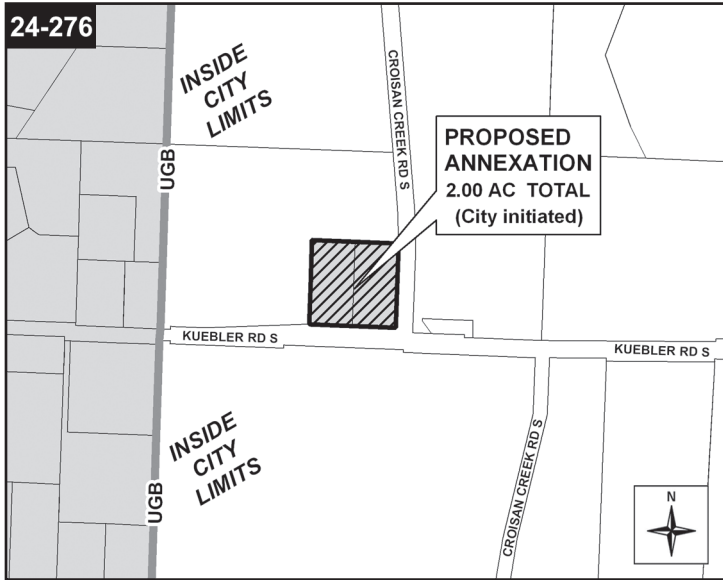 24-276
INSIDE
CITY
LIMITS
CROISAN CREEK RD S
UGB
PROPOSED
ANNEXATION
2.00 AC TOTAL
(City initiated)
KUEBLER RD S
KUEBLER RD S
INSIDE
CITY
LIMITS
CROISAN CREEK RD S
UGB
N